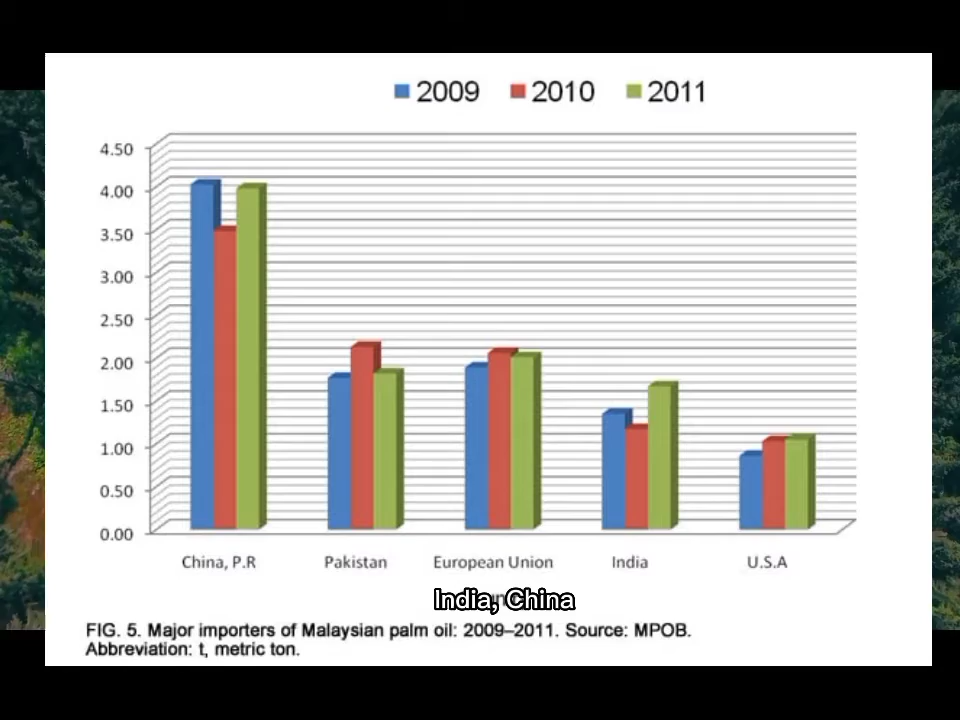 2009 2010 2011
4.50
4.00
3.50
3.00
2.50
2.00
1.50
1.00
0.50
0.00
China, P.R Pakistan European Union India U.S.A
India, China
FIG. 5. Major importers of Malaysian palm oil: 2009–2011. Source: MPOB.
Abbreviation: t, metric ton.